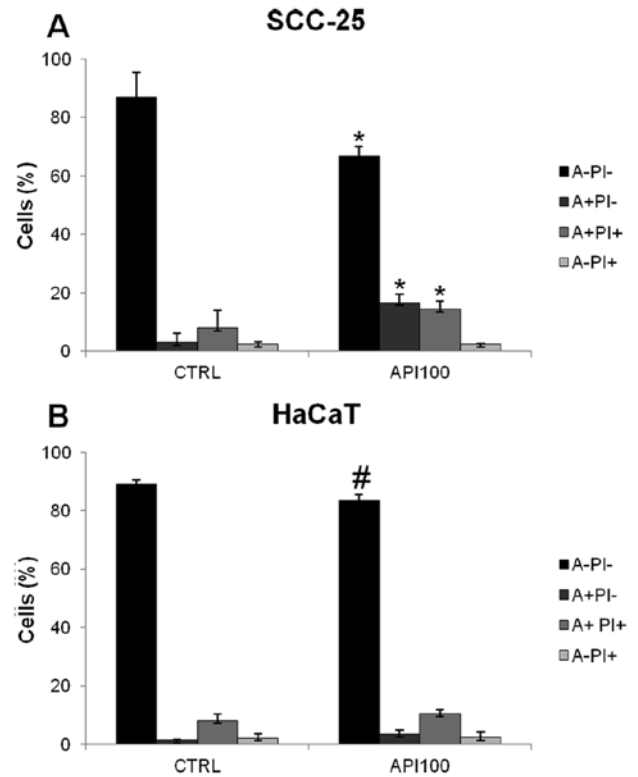 A
SCC-25
100
80
60
40
20
0
Cells (%)
*
*
*
CTRL
API100
A-PI-
A+PI-
A+PI+
A-PI+
B
HaCaT
100
80
60
40
20
0
Cells (%)
#
CTRL
API100
A-PI-
A+PI-
A+ PI+
A-PI+